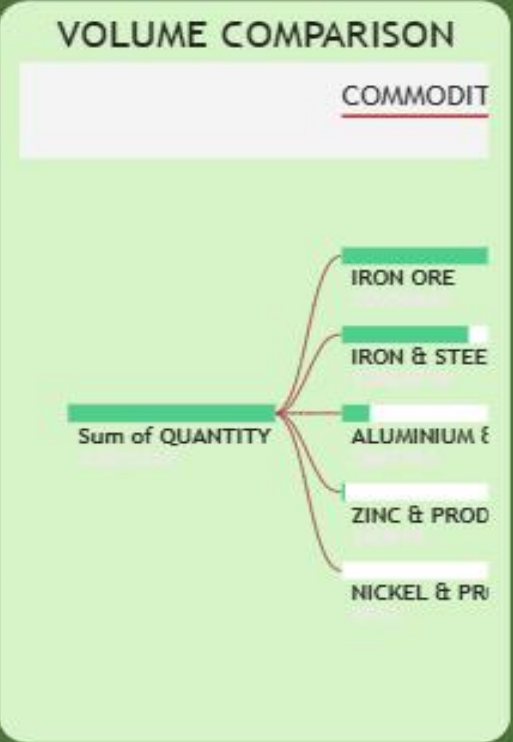 VOLUME COMPARISON
COMMODIT
IRON ORE
IRON & STEE
Sum of QUANTITY
ALUMINIUM &
ZINC & PROD
NICKEL & PR